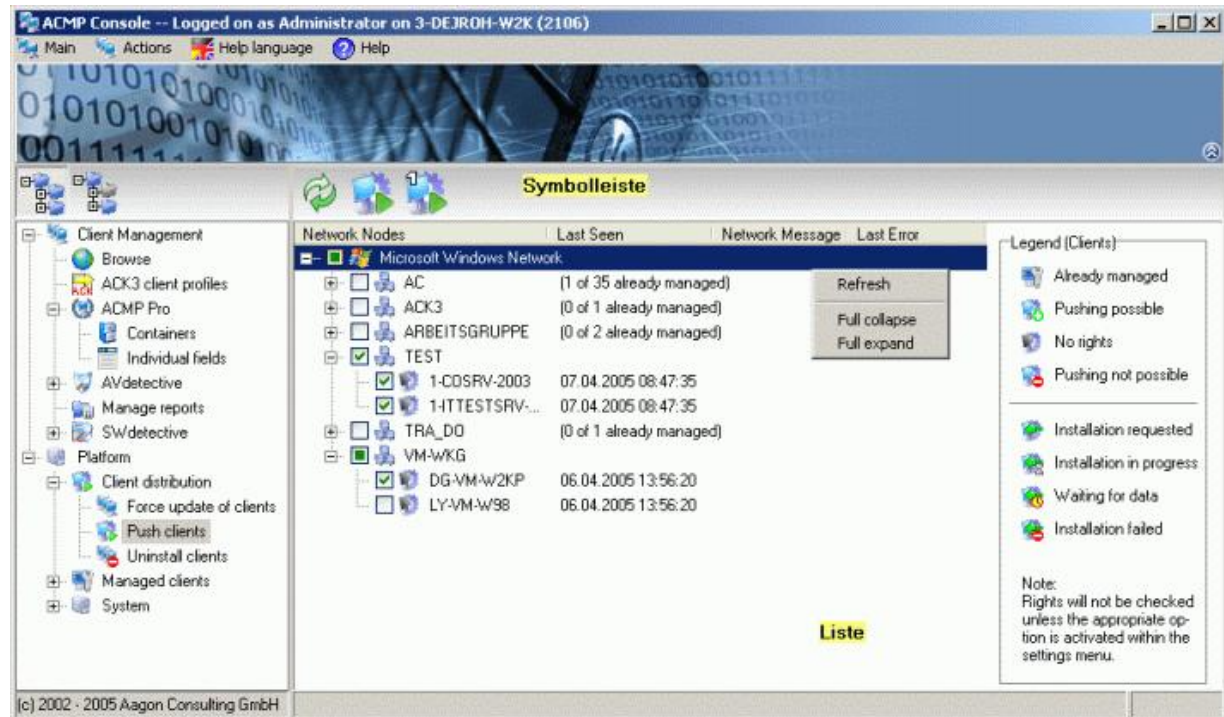 ACMP Console -- Logged on as Administrator on 3-DEJROH-W2K (2106)
Main Actions Help language Help
Symbolleiste
Client Management
Browse
ACK3 client profiles
ACMP Pro
Containers
Individual fields
AVdetective
Manage reports
SWdetective
Platform
Client distribution
Force update of clients
Push clients
Uninstall clients
Managed clients
System
Network Nodes Last Seen Network Message Last Error
Microsoft Windows Network
AC (1 of 35 already managed)
ACK3 (0 of 1 already managed)
ARBEITSGRUPPE (0 of 2 already managed)
TEST
1-COSRV-2003 07.04.2005 08:47:35
1-ITTESTSRV-... 07.04.2005 08:47:35
TRA_DO (0 of 1 already managed)
VM-WKG
DG-VM-W2KP 06.04.2005 13:56:20
LY-VM-W98 06.04.2005 13:56:20
Refresh
Full collapse
Full expand
Liste
Legend (Clients)
Already managed
Pushing possible
No rights
Pushing not possible
Installation requested
Installation in progress
Waiting for data
Installation failed
Note:
Rights will not be checked
unless the appropriate op-
tion is activated within the
settings menu.
(c) 2002 - 2005 Aagon Consulting GmbH